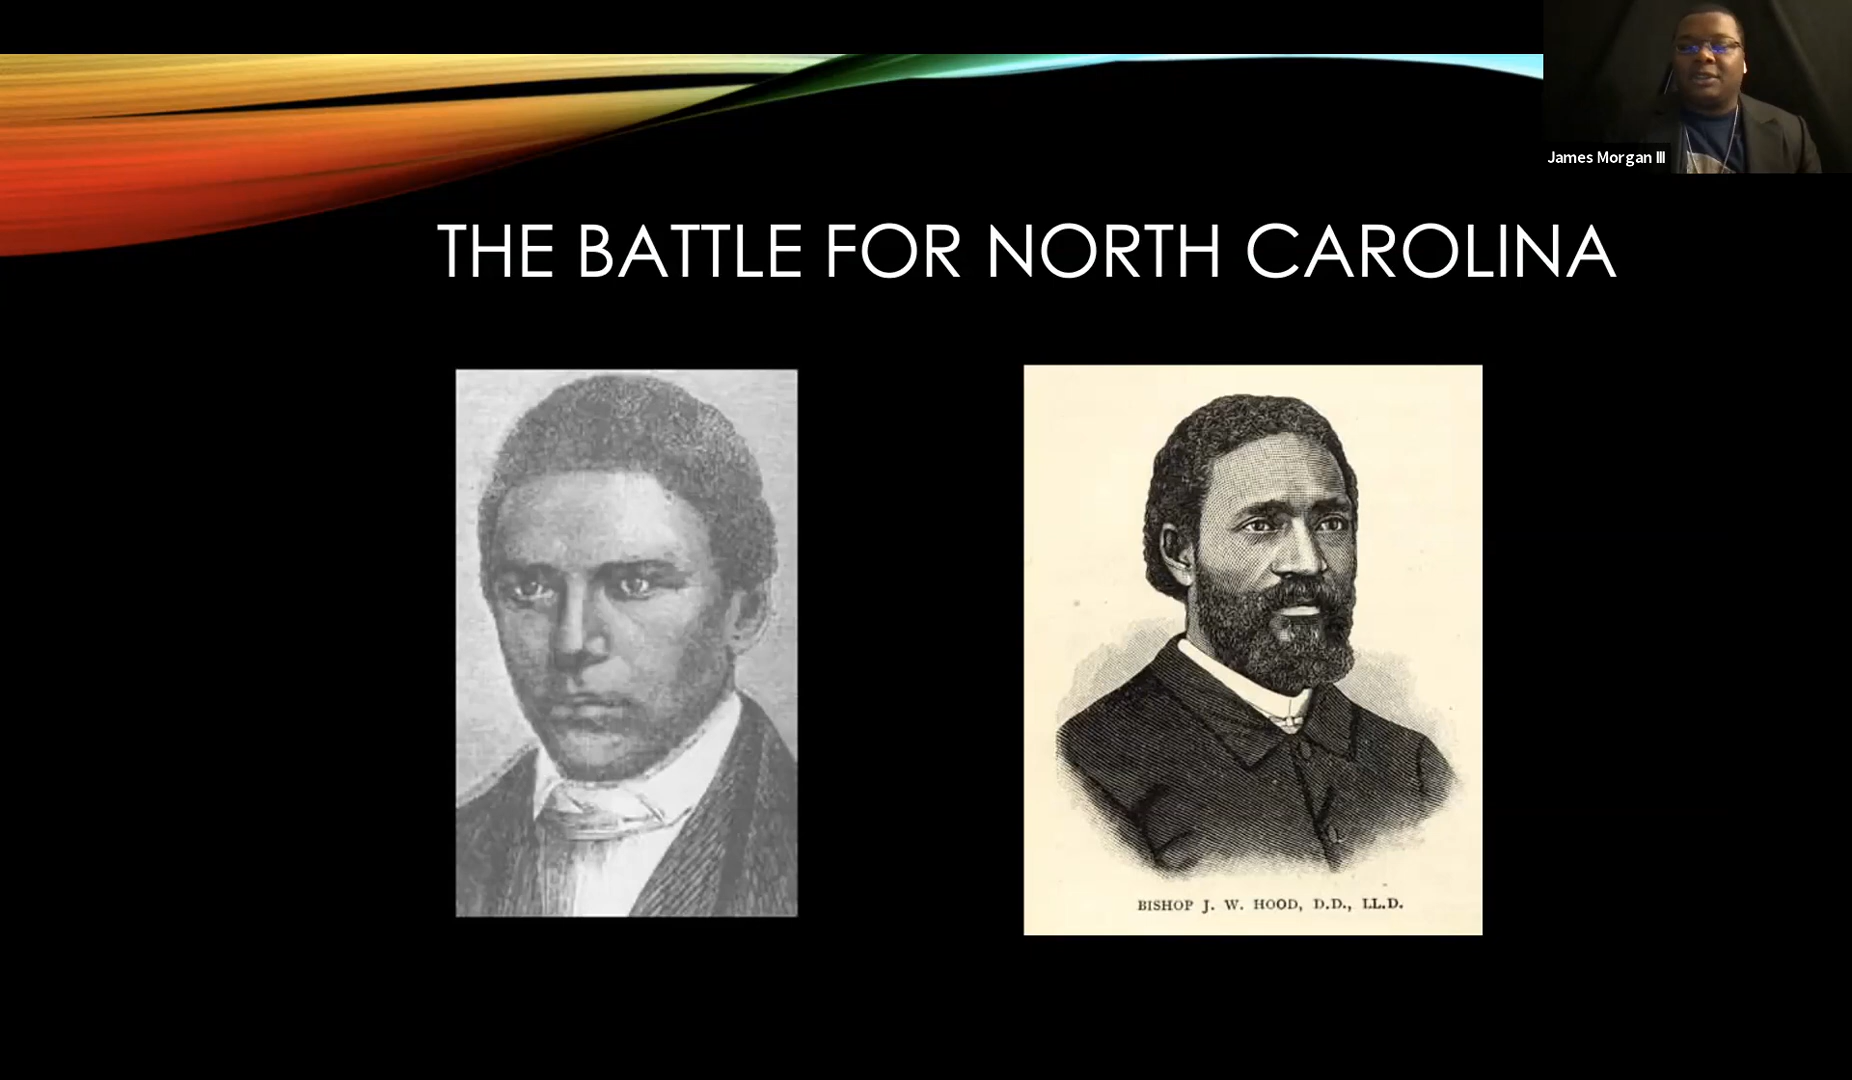 James Morgan III
THE BATTLE FOR NORTH CAROLINA
BISHOP J. W. HOOD, D.D., LL.D.